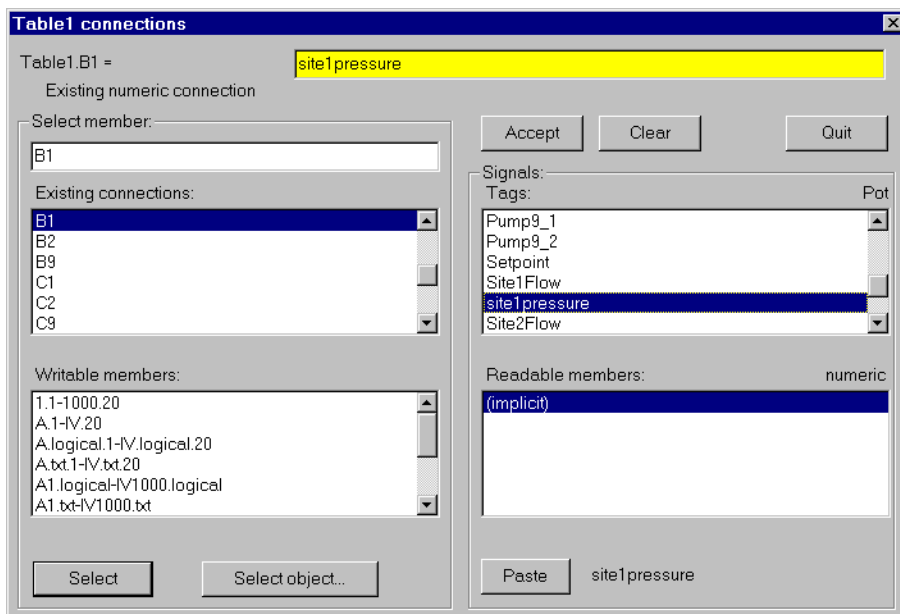 Table1 connections
Table1.B1 =
site1pressure
Existing numeric connection
Select member:
B1
Existing connections:
B1
B2
B9
C1
C2
C9
Writable members:
1.1-1000.20
A.1-IV.20
A.logical.1-IV.logical.20
A.txt.1-IV.txt.20
A1.logical-IV1000.logical
A1.txt-IV1000.txt
Select
Select object...
Accept
Clear
Quit
Signals:
Tags:
Pot
Pump9_1
Pump9_2
Setpoint
Site1Flow
site1pressure
Site2Flow
Readable members:
numeric
(implicit)
Paste
site1pressure